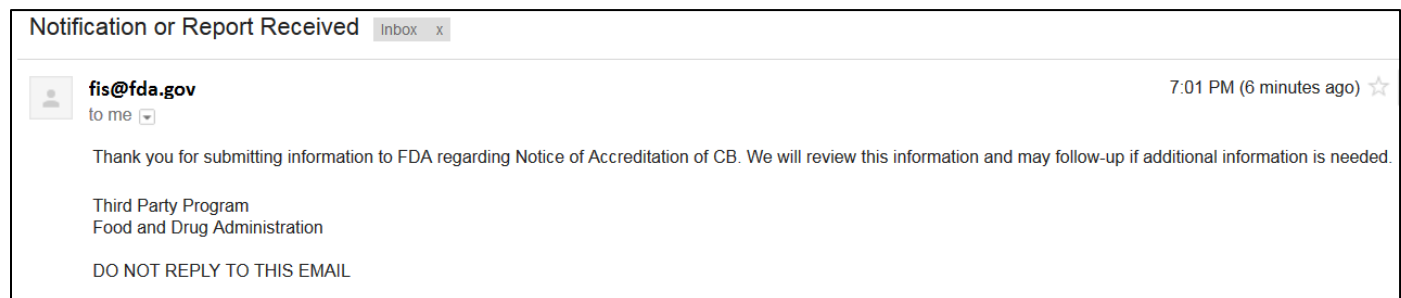 Notification or Report Received Inbox x
fis@fda.gov 7:01 PM (6 minutes ago)
to me
Thank you for submitting information to FDA regarding Notice of Accreditation of CB. We will review this information and may follow-up if additional information is needed.
Third Party Program
Food and Drug Administration
DO NOT REPLY TO THIS EMAIL